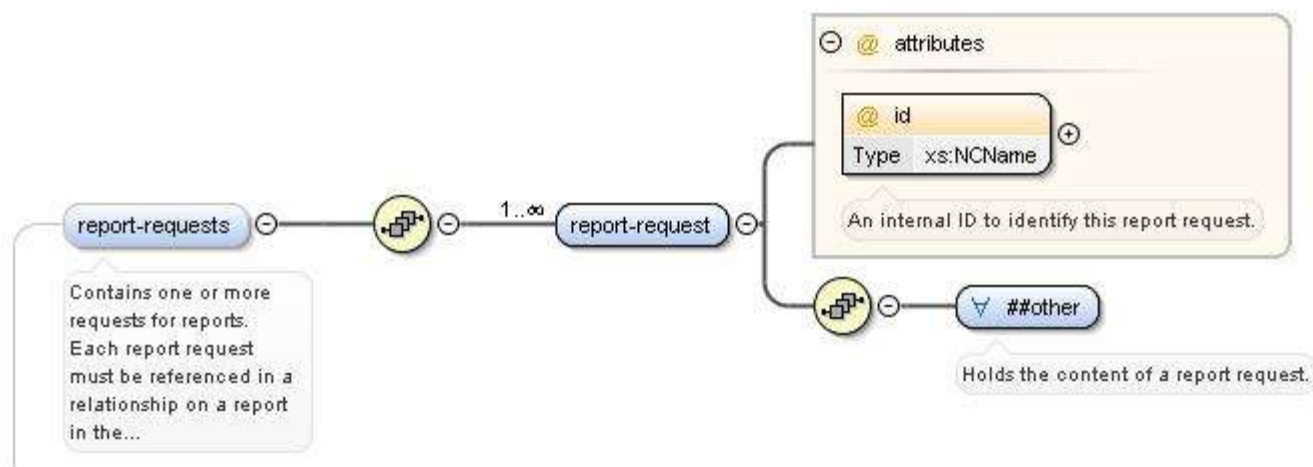 @ attributes
@ id
Type xs:NCName
An internal ID to identify this report request.
report-requests
1..∞
report-request
Contains one or more
requests for reports.
Each report request
must be referenced in a
relationship on a report
in the...
∀ ##other
Holds the content of a report request.